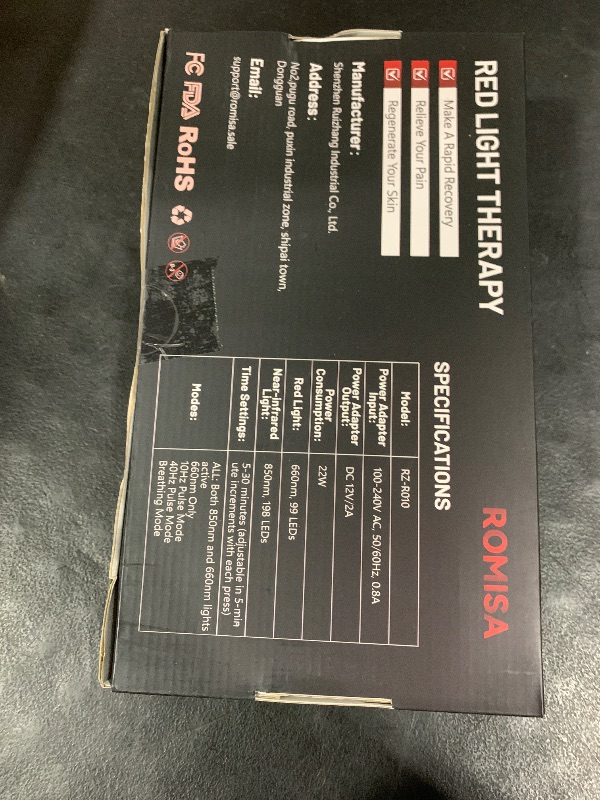 RED LIGHT THERAPY
Make A Rapid Recovery
Relieve Your Pain
Regenerate Your Skin
Manufacturer:
Shenzhen Ruizhang Industrial Co., Ltd.
Address:
No2,pugu road, puxin industrial zone, shipai town,
Dongguan
Email:
support@romisa.sale
FC FDA RoHS
ROMISA
SPECIFICATIONS
Model: RZ-R010
Power Adapter
Input: 100-240V AC, 50/60Hz, 0.8A
Power Adapter
Output: DC 12V/2A
Power
Consumption: 22W
Red Light: 660nm, 99 LEDs
Near-Infrared
Light: 850nm, 198 LEDs
Time Settings: 5-30 minutes (adjustable in 5-min
ute increments with each press)
Modes: ALL: Both 850nm and 660nm lights
active
660nm Only
10Hz Pulse Mode
40Hz Pulse Mode
Breathing Mode